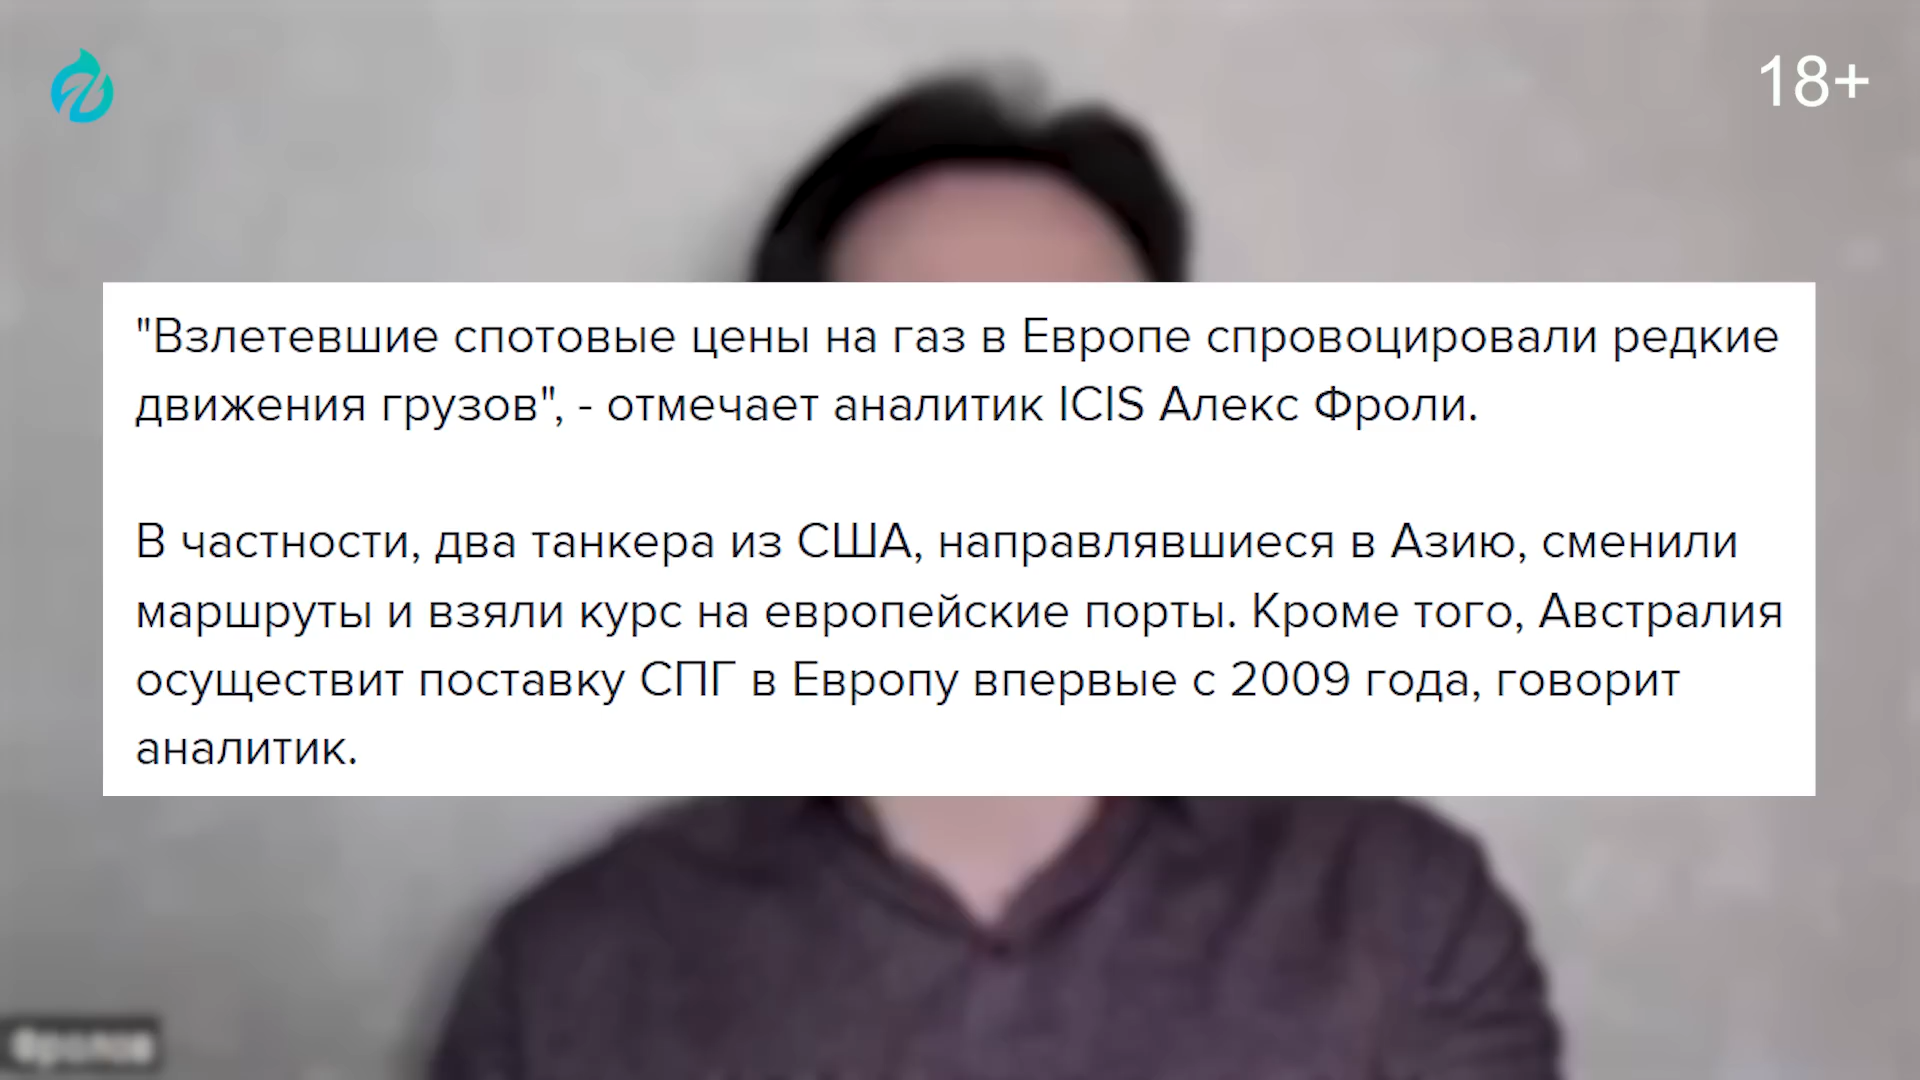 18+
"Взлетевшие спотовые цены на газ в Европе спровоцировали редкие
движения грузов", - отмечает аналитик ICIS Алекс Фроли.
В частности, два танкера из США, направлявшиеся в Азию, сменили
маршруты и взяли курс на европейские порты. Кроме того, Австралия
осуществит поставку СПГ в Европу впервые с 2009 года, говорит
аналитик.
Фролов